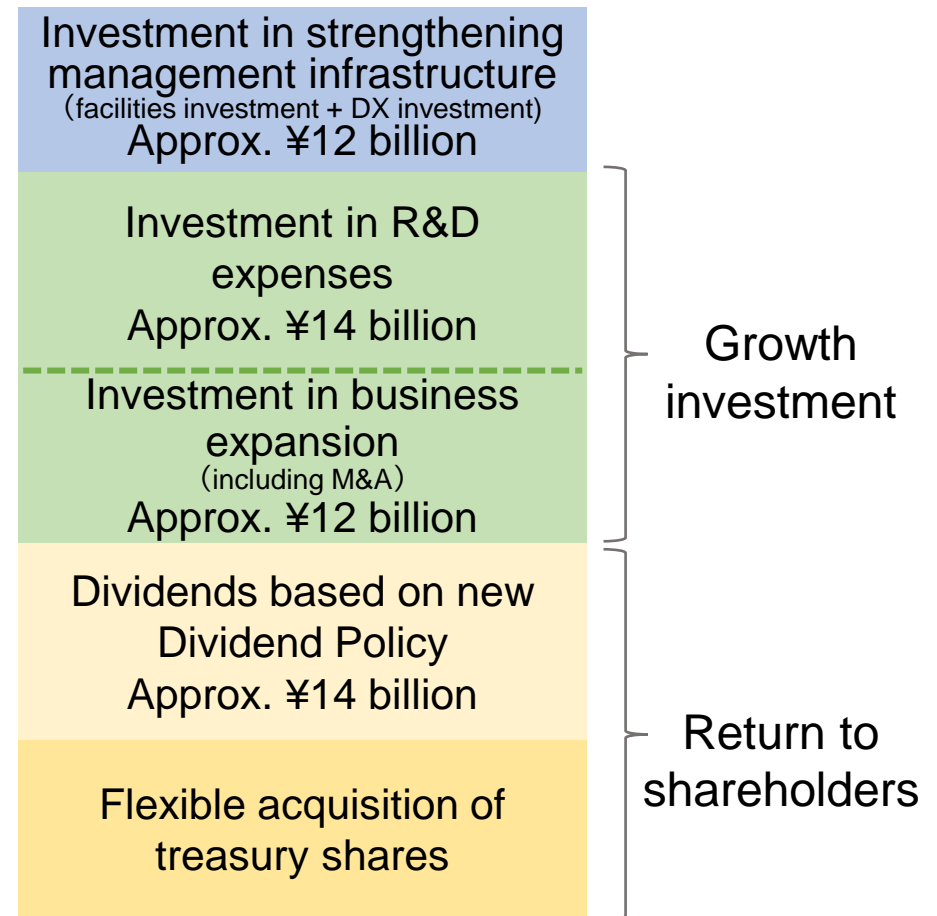 Investment in strengthening
management infrastructure
（facilities investment + DX investment)
Approx. ¥12 billion
Investment in R&D
expenses
Approx. ¥14 billion
Investment in business
expansion
（including M&A）
Approx. ¥12 billion
Growth
investment
Dividends based on new
Dividend Policy
Approx. ¥14 billion
Flexible acquisition of
treasury shares
Return to
shareholders